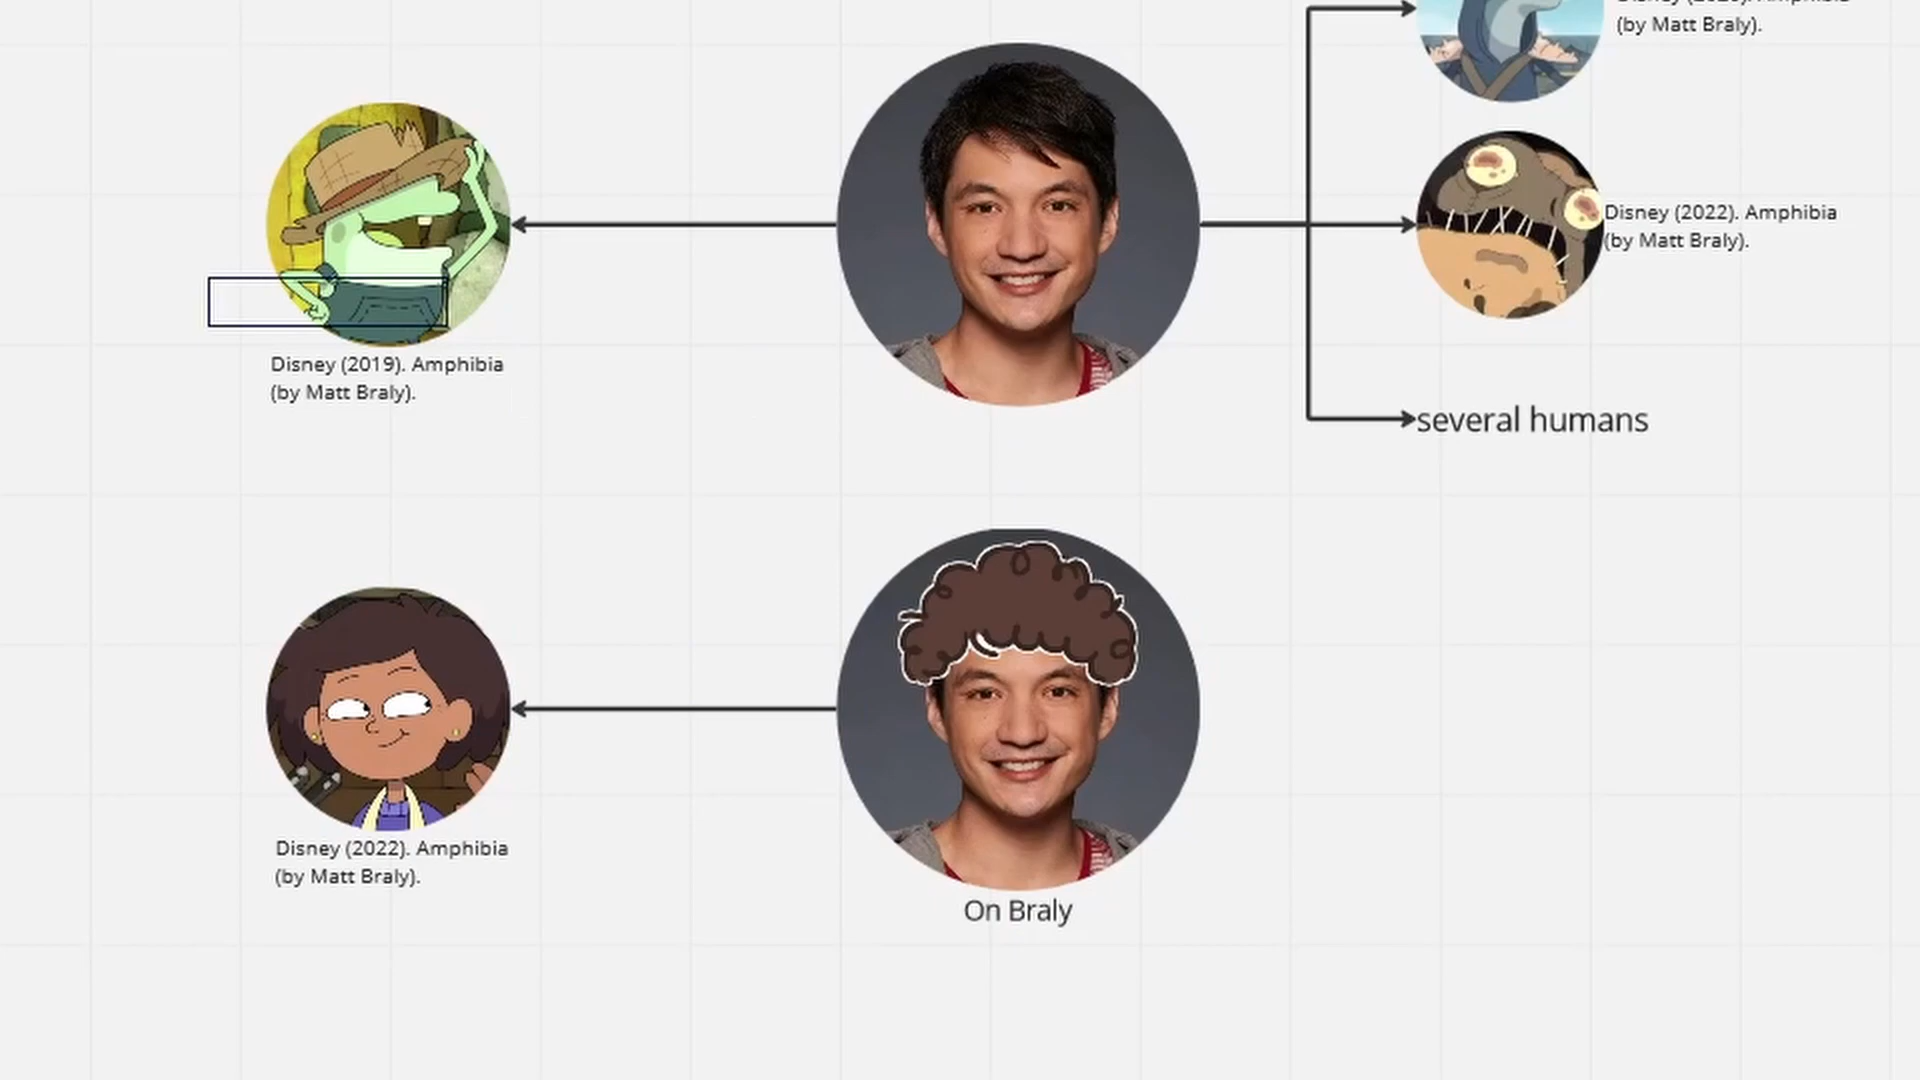 (by Matt Braly).
Disney (2022). Amphibia
(by Matt Braly).
Disney (2019). Amphibia
(by Matt Braly).
several humans
Disney (2022). Amphibia
(by Matt Braly).
On Braly